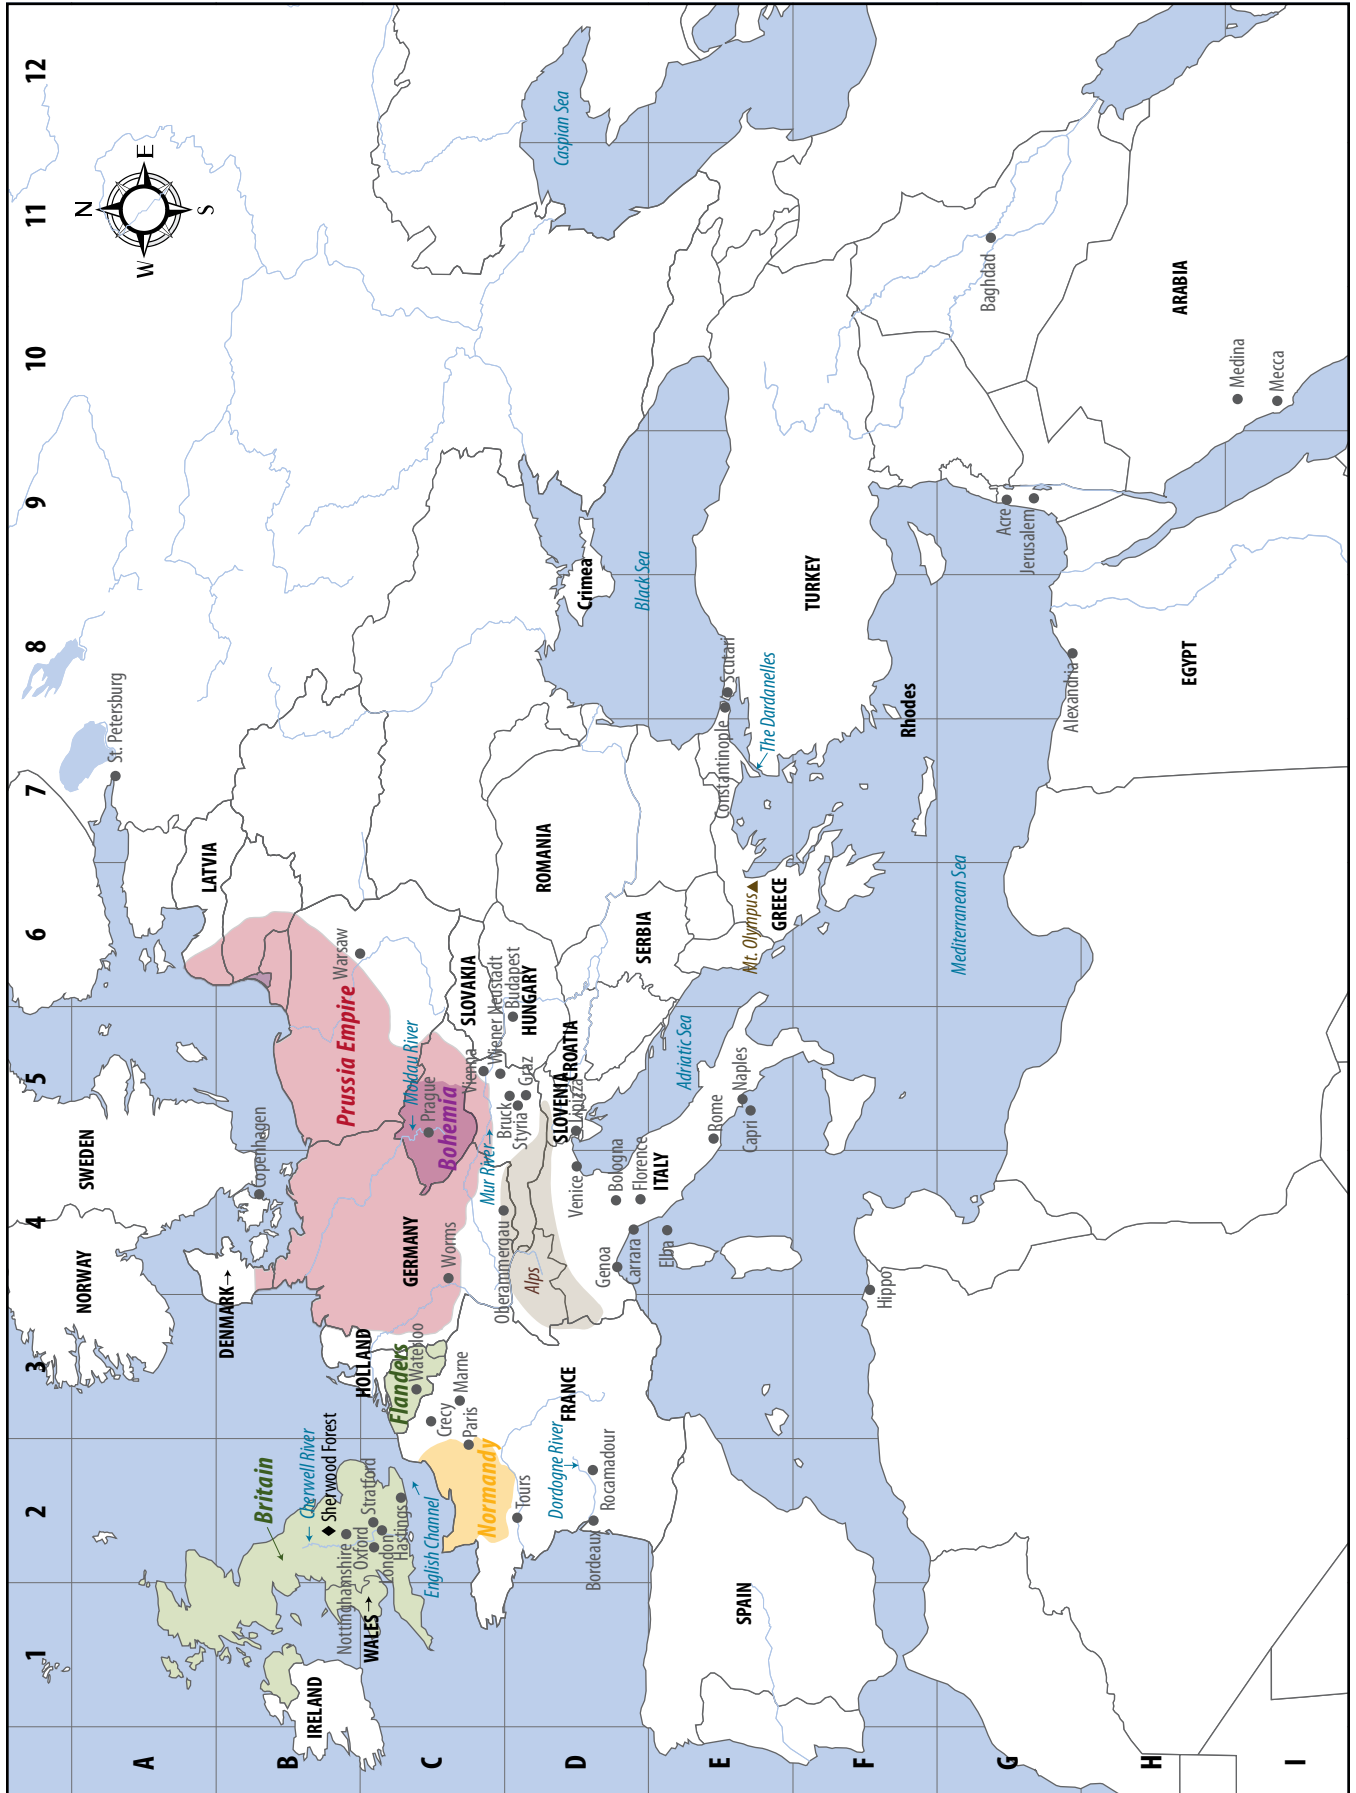 1
2
3
4
5
6
7
8
9
10
11
12
A
B
C
D
E
F
G
H
I
N
E
S
W
NORWAY
SWEDEN
St. Petersburg
LATVIA
DENMARK
Copenhagen
IRELAND
Britain
Cherwell River
Sherwood Forest
Nottinghamshire
Oxford
Stratford
London
Hastings
WALES
English Channel
HOLLAND
Flanders
Waterloo
Crecy
Marne
Paris
Normandy
Tours
FRANCE
Dordogne River
Rocamadour
Bordeaux
GERMANY
Worms
Prussia Empire
Warsaw
Moldau River
Prague
Bohemia
Vienna
SLOVAKIA
Wiener Neustadt
Budapest
HUNGARY
Mur River
Bruck
Styria
Graz
Oberammergau
Alps
SLOVENIA
Lipizza
CROATIA
ROMANIA
SERBIA
Crimea
Black Sea
Caspian Sea
Venice
Bologna
Florence
ITALY
Genoa
Carrara
Elba
Rome
Naples
Capri
Adriatic Sea
SPAIN
Mt. Olympus
GREECE
Constantinople
Scutari
The Dardanelles
TURKEY
Rhodes
Mediterranean Sea
Hippo
Acre
Jerusalem
Alexandria
EGYPT
Baghdad
ARABIA
Medina
Mecca